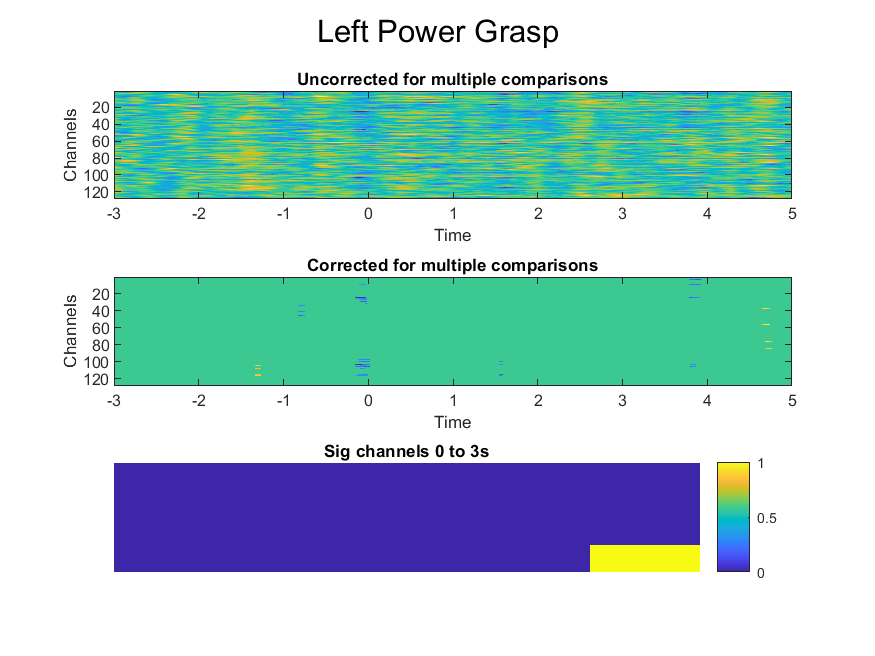 Left Power Grasp
Uncorrected for multiple comparisons
Channels
20
40
60
80
100
120
-3 -2 -1 0 1 2 3 4 5
Time
Corrected for multiple comparisons
Channels
20
40
60
80
100
120
-3 -2 -1 0 1 2 3 4 5
Time
Sig channels 0 to 3s
1
0.5
0